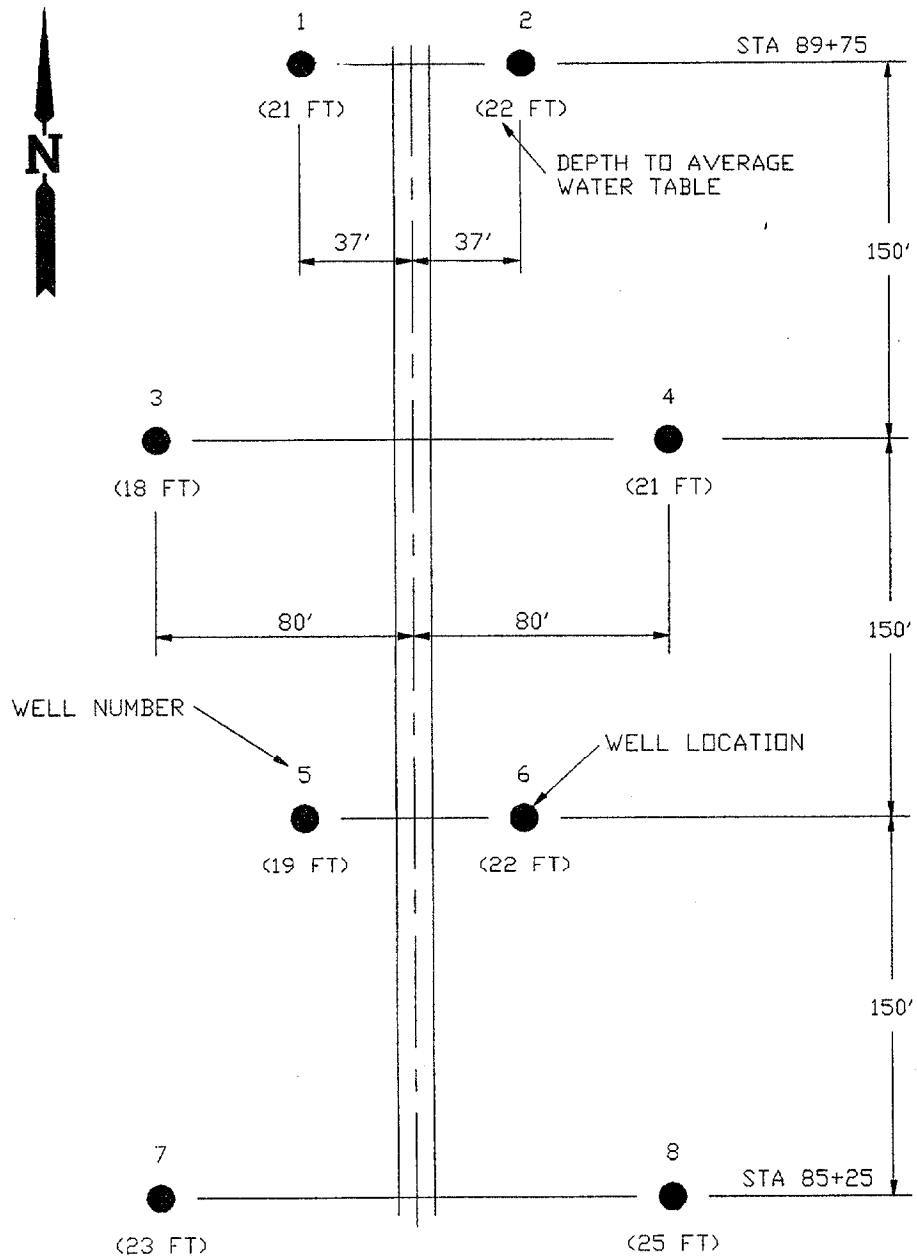 1 2
STA 89+75
N
(21 FT) (22 FT)
DEPTH TO AVERAGE
WATER TABLE
37' 37'
150'
3 4
(18 FT) (21 FT)
80' 80'
150'
WELL NUMBER
WELL LOCATION
5 6
(19 FT) (22 FT)
150'
7 8
STA 85+25
(23 FT) (25 FT)